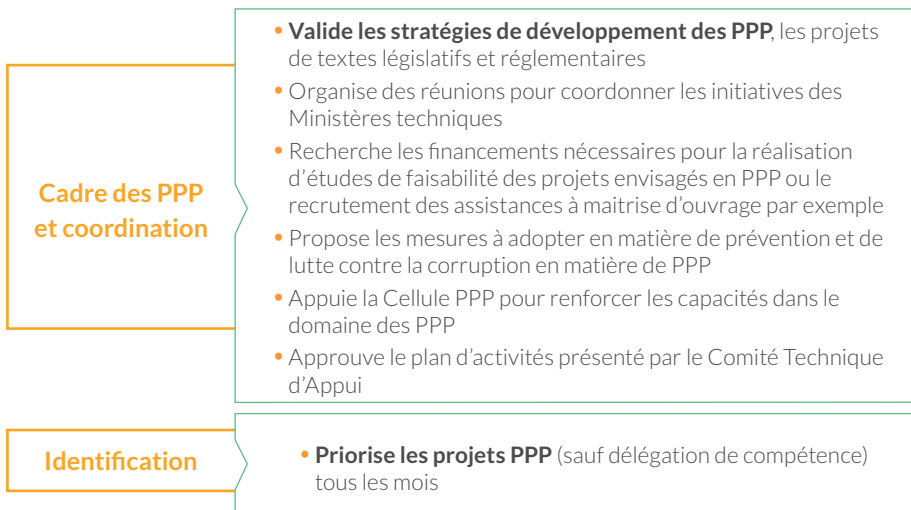 Cadre des PPP
et coordination
• Valide les stratégies de développement des PPP, les projets
de textes législatifs et réglementaires
• Organise des réunions pour coordonner les initiatives des
Ministères techniques
• Recherche les financements nécessaires pour la réalisation
d’études de faisabilité des projets envisagés en PPP ou le
recrutement des assistances à maitrise d’ouvrage par exemple
• Propose les mesures à adopter en matière de prévention et de
lutte contre la corruption en matière de PPP
• Appuie la Cellule PPP pour renforcer les capacités dans le
domaine des PPP
• Approuve le plan d’activités présenté par le Comité Technique
d’Appui
Identification
• Priorise les projets PPP (sauf délégation de compétence)
tous les mois